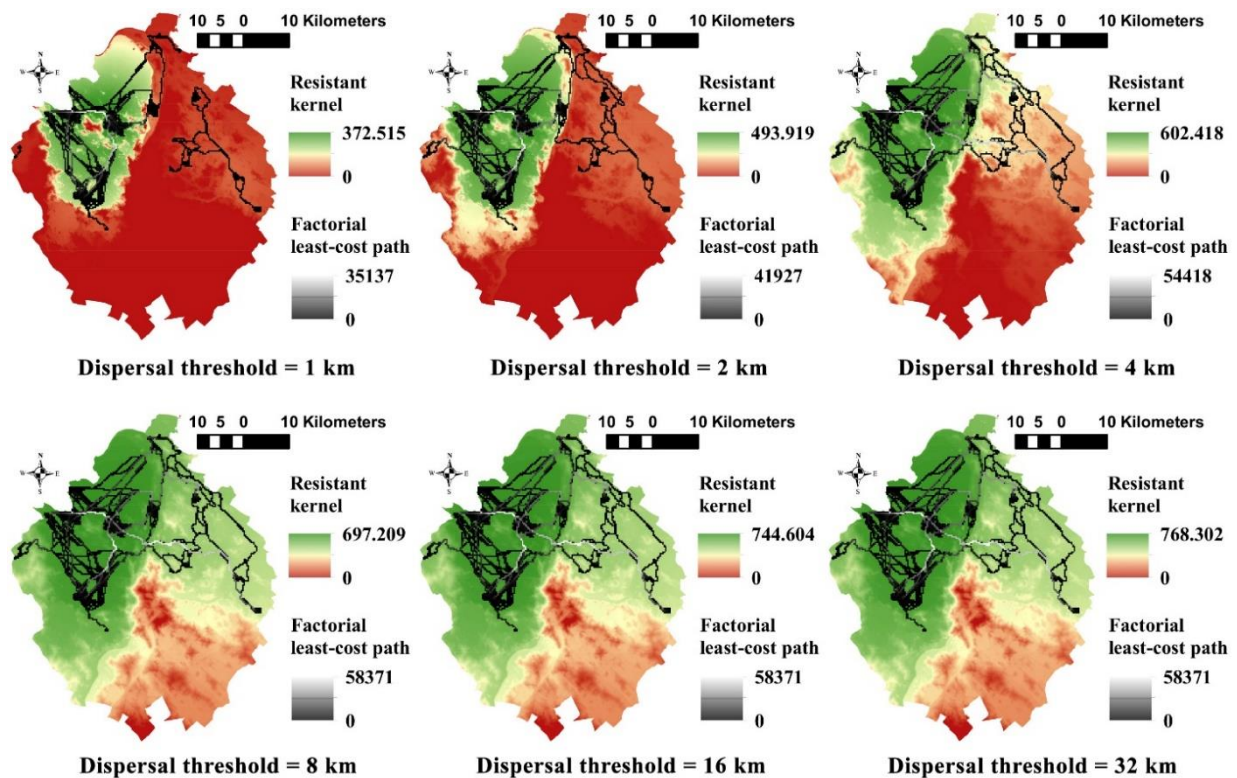 10 5 0 10 Kilometers
N
W E
S
Resistant
kernel
372.515
0
Factorial
least-cost path
35137
0
Dispersal threshold = 1 km
10 5 0 10 Kilometers
N
W E
S
Resistant
kernel
493.919
0
Factorial
least-cost path
41927
0
Dispersal threshold = 2 km
10 5 0 10 Kilometers
N
W E
S
Resistant
kernel
602.418
0
Factorial
least-cost path
54418
0
Dispersal threshold = 4 km
10 5 0 10 Kilometers
N
W E
S
Resistant
kernel
697.209
0
Factorial
least-cost path
58371
0
Dispersal threshold = 8 km
10 5 0 10 Kilometers
N
W E
S
Resistant
kernel
744.604
0
Factorial
least-cost path
58371
0
Dispersal threshold = 16 km
10 5 0 10 Kilometers
N
W E
S
Resistant
kernel
768.302
0
Factorial
least-cost path
58371
0
Dispersal threshold = 32 km